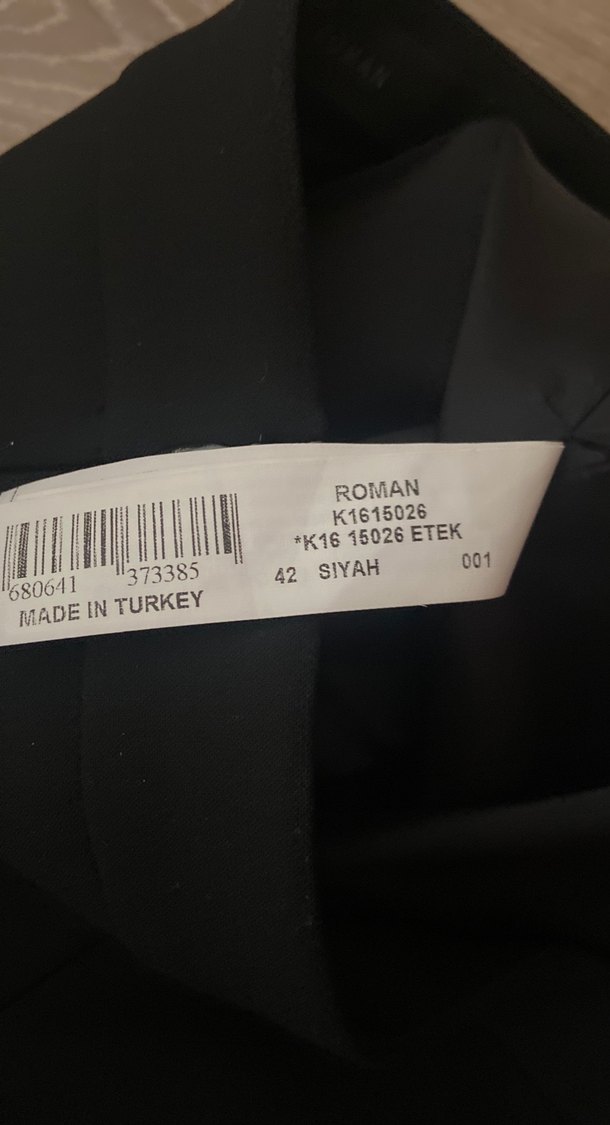 680641 373385
MADE IN TURKEY
ROMAN
K1615026
*K16 15026 ETEK
42 SIYAH 001